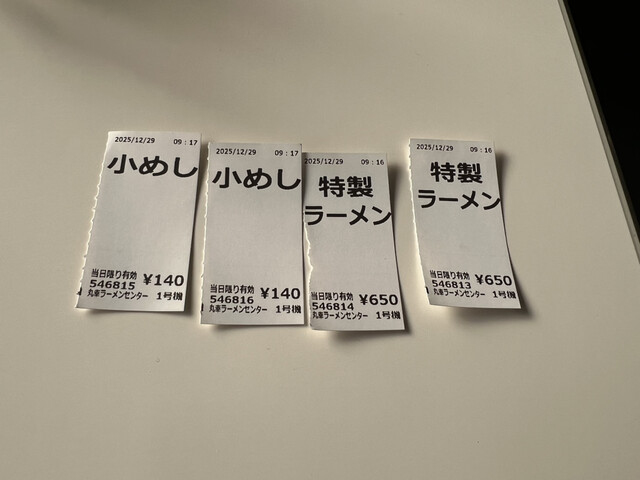 2025/12/29 09:17
小めし
当日限り有効
546815 ¥140
丸幸ラーメンセンター 1号機
2025/12/29 09:17
小めし
当日限り有効
546816 ¥140
丸幸ラーメンセンター 1号機
2025/12/29 09:16
特製
ラーメン
当日限り有効
546814 ¥650
丸幸ラーメンセンター 1号機
2025/12/29 09:16
特製
ラーメン
当日限り有効
546813 ¥650
丸幸ラーメンセンター 1号機